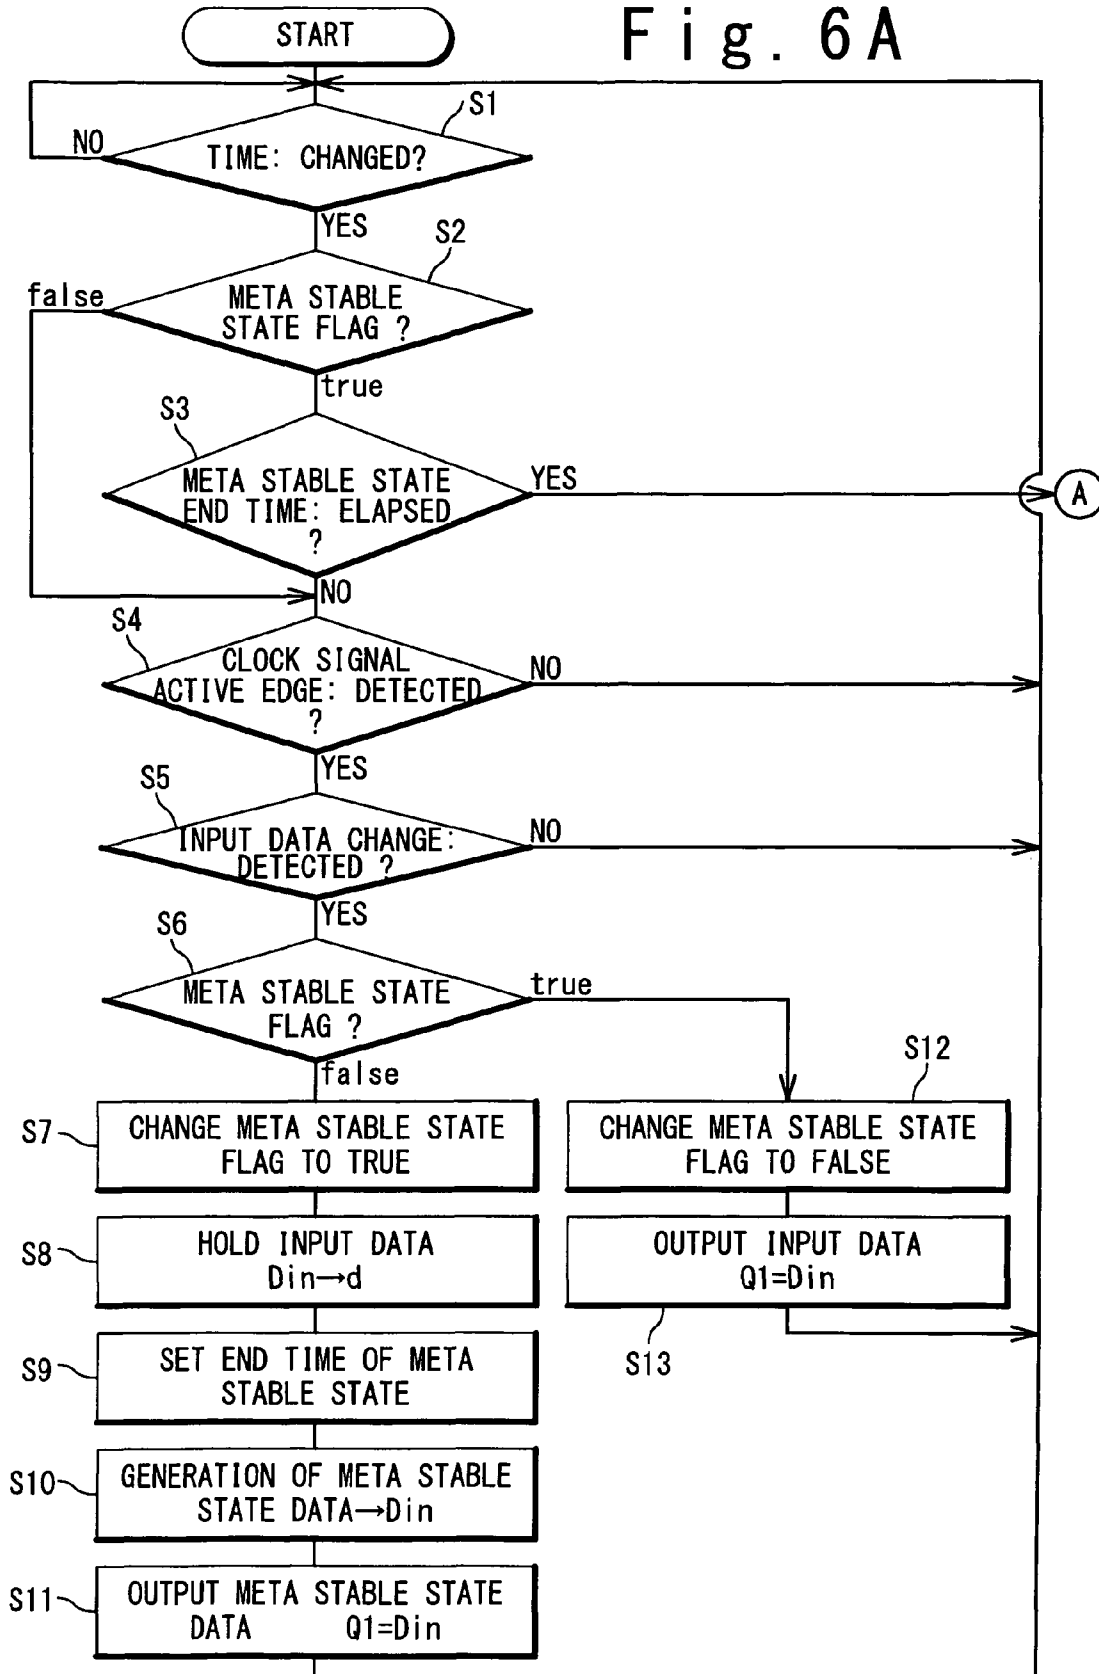 Fig. 6A
START
S1
NO
TIME: CHANGED?
YES
S2
false
META STABLE
STATE FLAG ?
true
S3
META STABLE STATE
END TIME: ELAPSED
?
YES
A
NO
S4
CLOCK SIGNAL
ACTIVE EDGE: DETECTED
?
NO
YES
S5
INPUT DATA CHANGE:
DETECTED ?
NO
YES
S6
META STABLE STATE
FLAG ?
true
false
S7
CHANGE META STABLE STATE
FLAG TO TRUE
S12
CHANGE META STABLE STATE
FLAG TO FALSE
S8
HOLD INPUT DATA
Din→d
OUTPUT INPUT DATA
Q1=Din
S13
S9
SET END TIME OF META
STABLE STATE
S10
GENERATION OF META STABLE
STATE DATA→Din
S11
OUTPUT META STABLE STATE
DATA Q1=Din